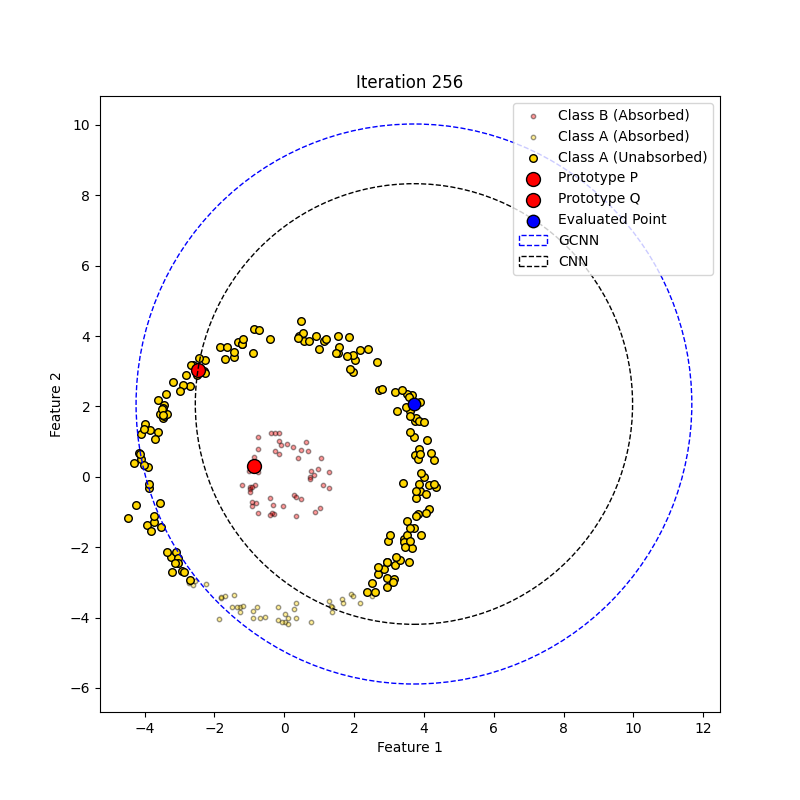 Iteration 256
Class B (Absorbed)
Class A (Absorbed)
Class A (Unabsorbed)
Prototype P
Prototype Q
Evaluated Point
GCNN
CNN
10
8
6
4
2
0
−2
−4
−6
Feature 2
−4 −2 0 2 4 6 8 10 12
Feature 1